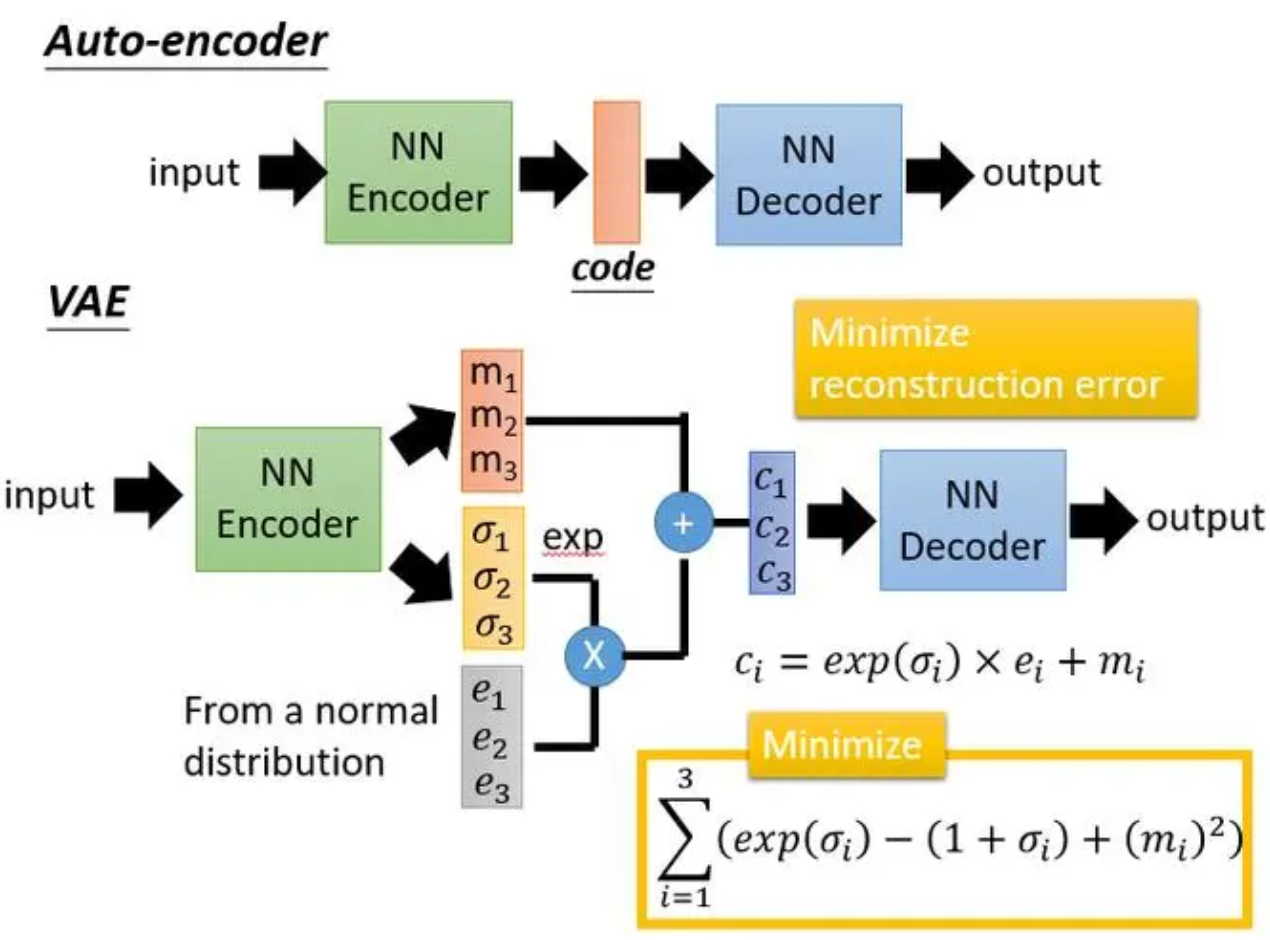 Auto-encoder
input
NN
Encoder
code
NN
Decoder
output
VAE
Minimize
reconstruction error
input
NN
Encoder
m₁
m₂
m₃
σ₁
σ₂
σ₃
exp
From a normal
distribution
e₁
e₂
e₃
X
+
c₁
c₂
c₃
NN
Decoder
output
cᵢ = exp(σᵢ) × eᵢ + mᵢ
Minimize
3
∑ (exp(σᵢ) − (1 + σᵢ) + (mᵢ)²)
i=1